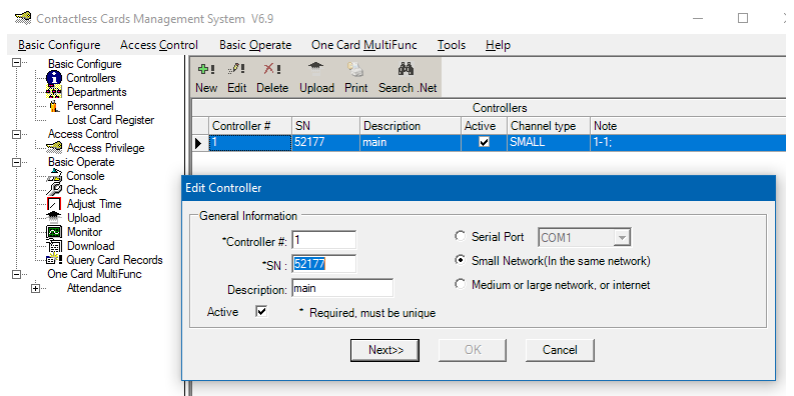 Contactless Cards Management System V6.9
Basic Configure Access Control Basic Operate One Card MultiFunc Tools Help
Basic Configure
Controllers
Departments
Personnel
Lost Card Register
Access Control
Access Privilege
Basic Operate
Console
Check
Adjust Time
Upload
Monitor
Download
Query Card Records
One Card MultiFunc
Attendance
New Edit Delete Upload Print Search .Net
Controllers
Controller # SN Description Active Channel type Note
1 52177 main SMALL 1-1;
Edit Controller
General Information
*Controller #: 1
*SN : 52177
Description: main
Active * Required, must be unique
Serial Port COM1
Small Network(In the same network)
Medium or large network, or internet
Next>> OK Cancel